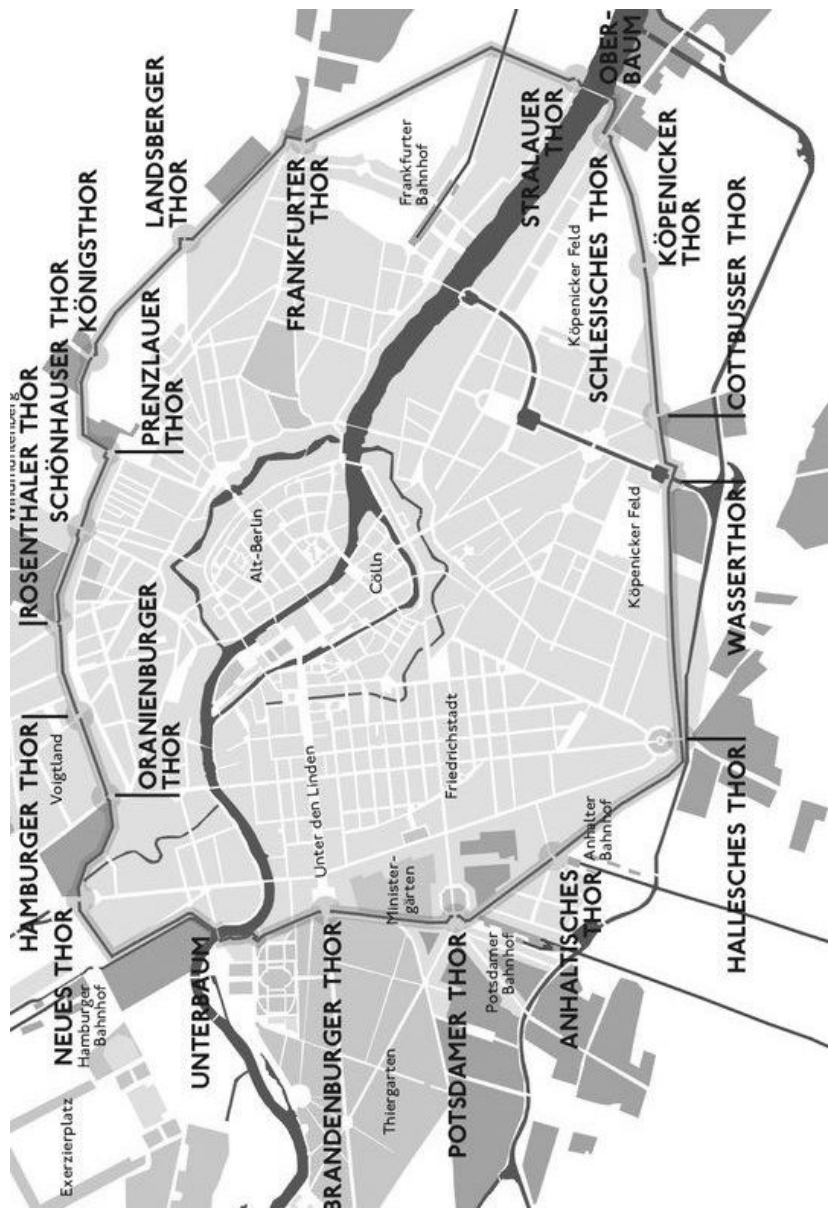 HAMBURGER THOR
ROSENTHALER THOR
SCHÖNHAUSER THOR
KÖNIGSTHOR
LANDSBERGER
THOR
Exerzierplatz
NEUES THOR
Hamburger
Bahnhof
Voigtland
ORANIENBURGER
THOR
PRENZLAUER
THOR
UNTERBAUM
FRANKFURTER
THOR
Alt-Berlin
BRANDENBURGER THOR
Unter den Linden
Cölln
Thiergarten
Minister-
gärten
Frankfurter
Bahnhof
POTSDAMER THOR
Friedrichstadt
Potsdamer
Bahnhof
STRALAUER
THOR
ANHALTISCHES
THOR
Anhalter
Bahnhof
Köpenicker Feld
SCHLESISCHES THOR
OBER-
BAUM
Köpenicker Feld
KÖPENICKER
THOR
HALLESCHES THOR
WASSERTHOR
COTTBUSSER THOR